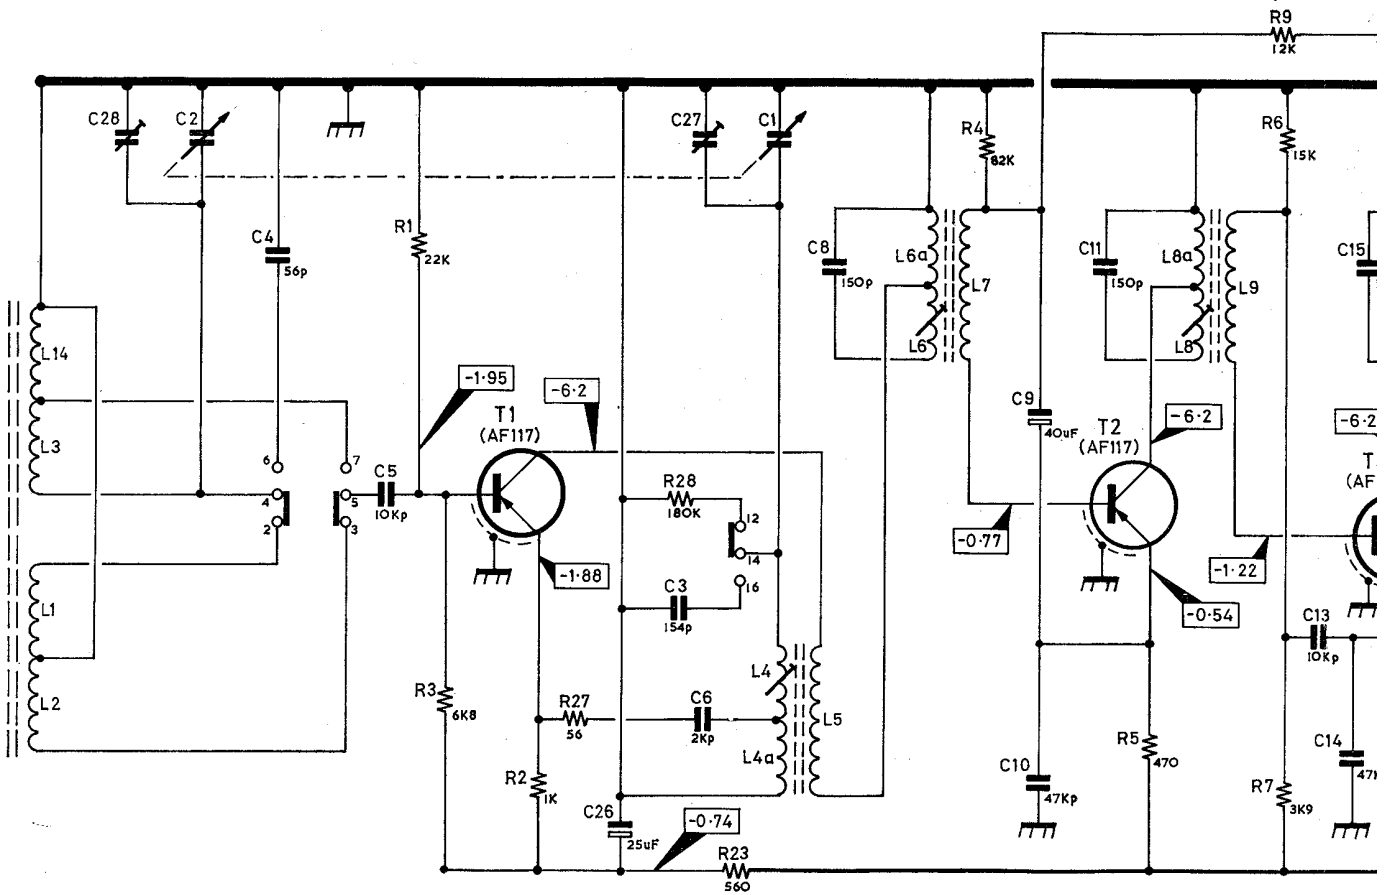 R9
12K
C28
C2
C27
C1
R4
82K
R6
15K
C4
56p
R1
22K
C8
150p
L6a
L7
L6
C11
150p
L8a
L9
L8
C15
L14
L3
-1·95
-6·2
T1
(AF117)
C9
40uF
T2
(AF117)
-6·2
-6·2
T
(AF
6
7
4
5
2
3
C5
10Kp
R28
180K
12
14
16
-0·77
-1·22
-1·88
-0·54
C3
154p
L1
L2
R3
6K8
R27
56
C6
2Kp
L4
L4a
L5
C13
10Kp
R2
1K
C26
25uF
-0·74
R23
560
C10
47Kp
R5
470
R7
3K9
C14
47K